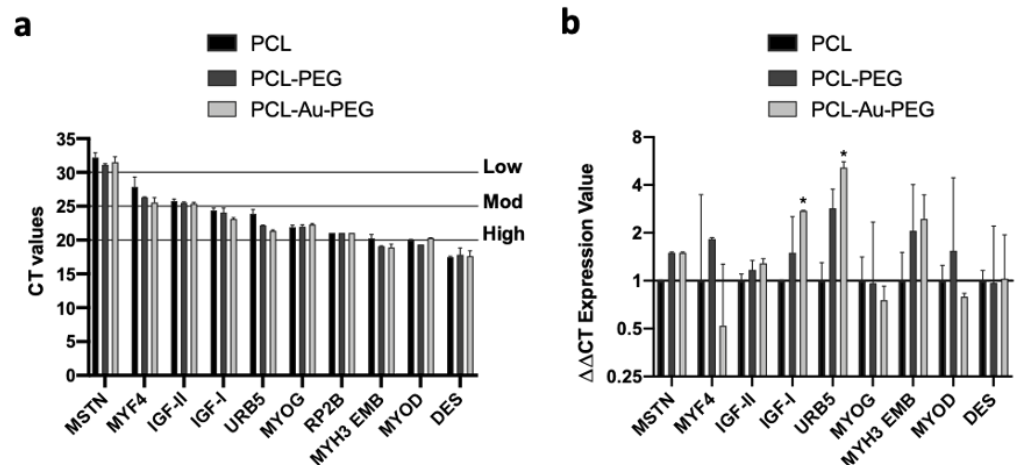 a
PCL
PCL-PEG
PCL-Au-PEG
CT values
35
30
25
20
15
10
5
0
Low
Mod
High
MSTN
MYF4
IGF-II
IGF-I
URB5
MYOG
RP2B
MYH3 EMB
MYOD
DES
b
PCL
PCL-PEG
PCL-Au-PEG
ΔΔCT Expression Value
8
4
2
1
0.5
0.25
*
*
MSTN
MYF4
IGF-II
IGF-I
URB5
MYOG
MYH3 EMB
MYOD
DES